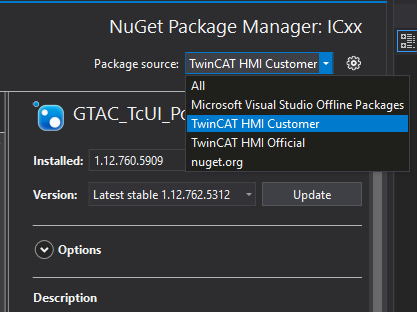 NuGet Package Manager: ICxx
Package source: TwinCAT HMI Customer
All
Microsoft Visual Studio Offline Packages
TwinCAT HMI Customer
TwinCAT HMI Official
nuget.org
Installed: 1.12.760.5909
Version: Latest stable 1.12.762.5312 Update
Options
Description